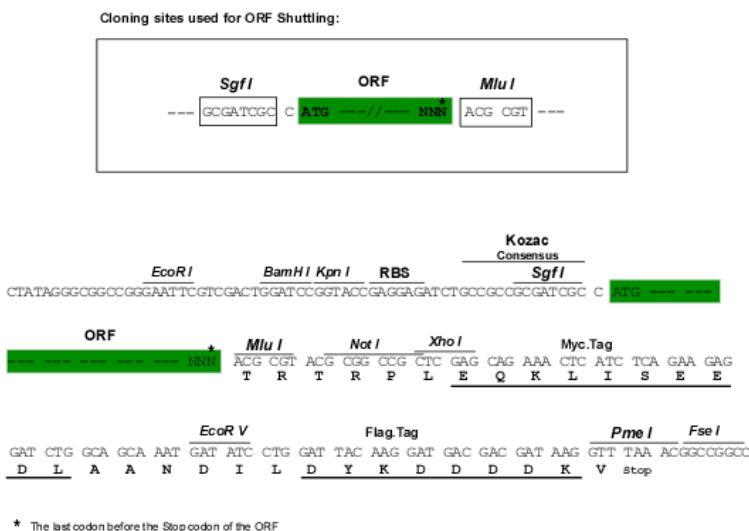 Cloning sites used for ORF Shuttling:
Sgf I ORF Mlu I
--- GCGATCGC C ATG ---//--- NNN* ACG CGT ---
Kozac
Consensus
EcoR I BamH I Kpn I RBS Sgf I
CTATAGGGCGGCCGGGAATTCGTCGACTGGATCCGGTACCGAGGAGATCTGCCGCCGCGATCGC C ATG --- ---
ORF
Mlu I Not I Xho I Myc.Tag
--- --- --- --- --- --- NNN* ACG CGT ACG CGG CCG CTC GAG CAG AAA CTC ATC TCA GAA GAG
T R T R P L E Q K L I S E E
EcoR V Flag.Tag Pme I Fse I
GAT CTG GCA GCA AAT GAT ATC CTG GAT TAC AAG GAT GAC GAC GAT AAG GTT TAA ACGGCCGGCC
D L A A N D I L D Y K D D D D K V Stop
* The last codon before the Stop codon of the ORF